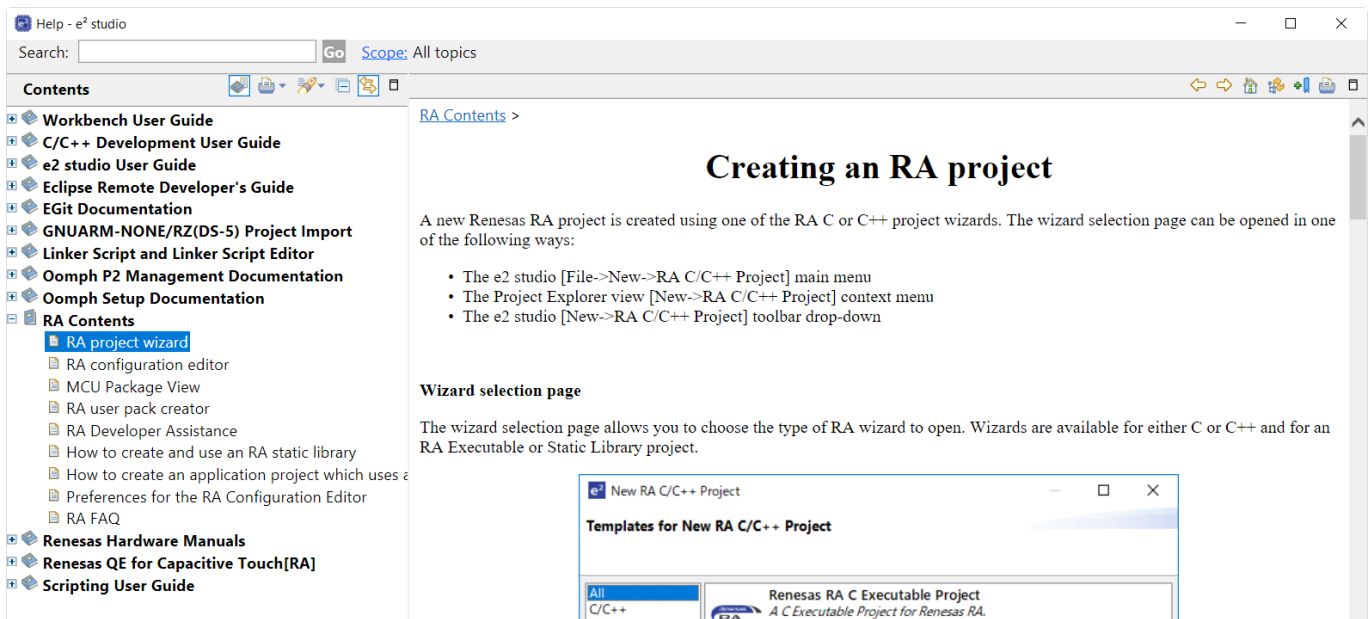 Help - e² studio
Search:
Go
Scope: All topics
Contents
Workbench User Guide
C/C++ Development User Guide
e2 studio User Guide
Eclipse Remote Developer's Guide
EGit Documentation
GNUARM-NONE/RZ(DS-5) Project Import
Linker Script and Linker Script Editor
Oomph P2 Management Documentation
Oomph Setup Documentation
RA Contents
RA project wizard
RA configuration editor
MCU Package View
RA user pack creator
RA Developer Assistance
How to create and use an RA static library
How to create an application project which uses a
Preferences for the RA Configuration Editor
RA FAQ
Renesas Hardware Manuals
Renesas QE for Capacitive Touch[RA]
Scripting User Guide
RA Contents >
Creating an RA project
A new Renesas RA project is created using one of the RA C or C++ project wizards. The wizard selection page can be opened in one
of the following ways:
• The e2 studio [File->New->RA C/C++ Project] main menu
• The Project Explorer view [New->RA C/C++ Project] context menu
• The e2 studio [New->RA C/C++ Project] toolbar drop-down
Wizard selection page
The wizard selection page allows you to choose the type of RA wizard to open. Wizards are available for either C or C++ and for an
RA Executable or Static Library project.
e² New RA C/C++ Project
Templates for New RA C/C++ Project
All
C/C++
RENESAS
RA
Renesas RA C Executable Project
A C Executable Project for Renesas RA.